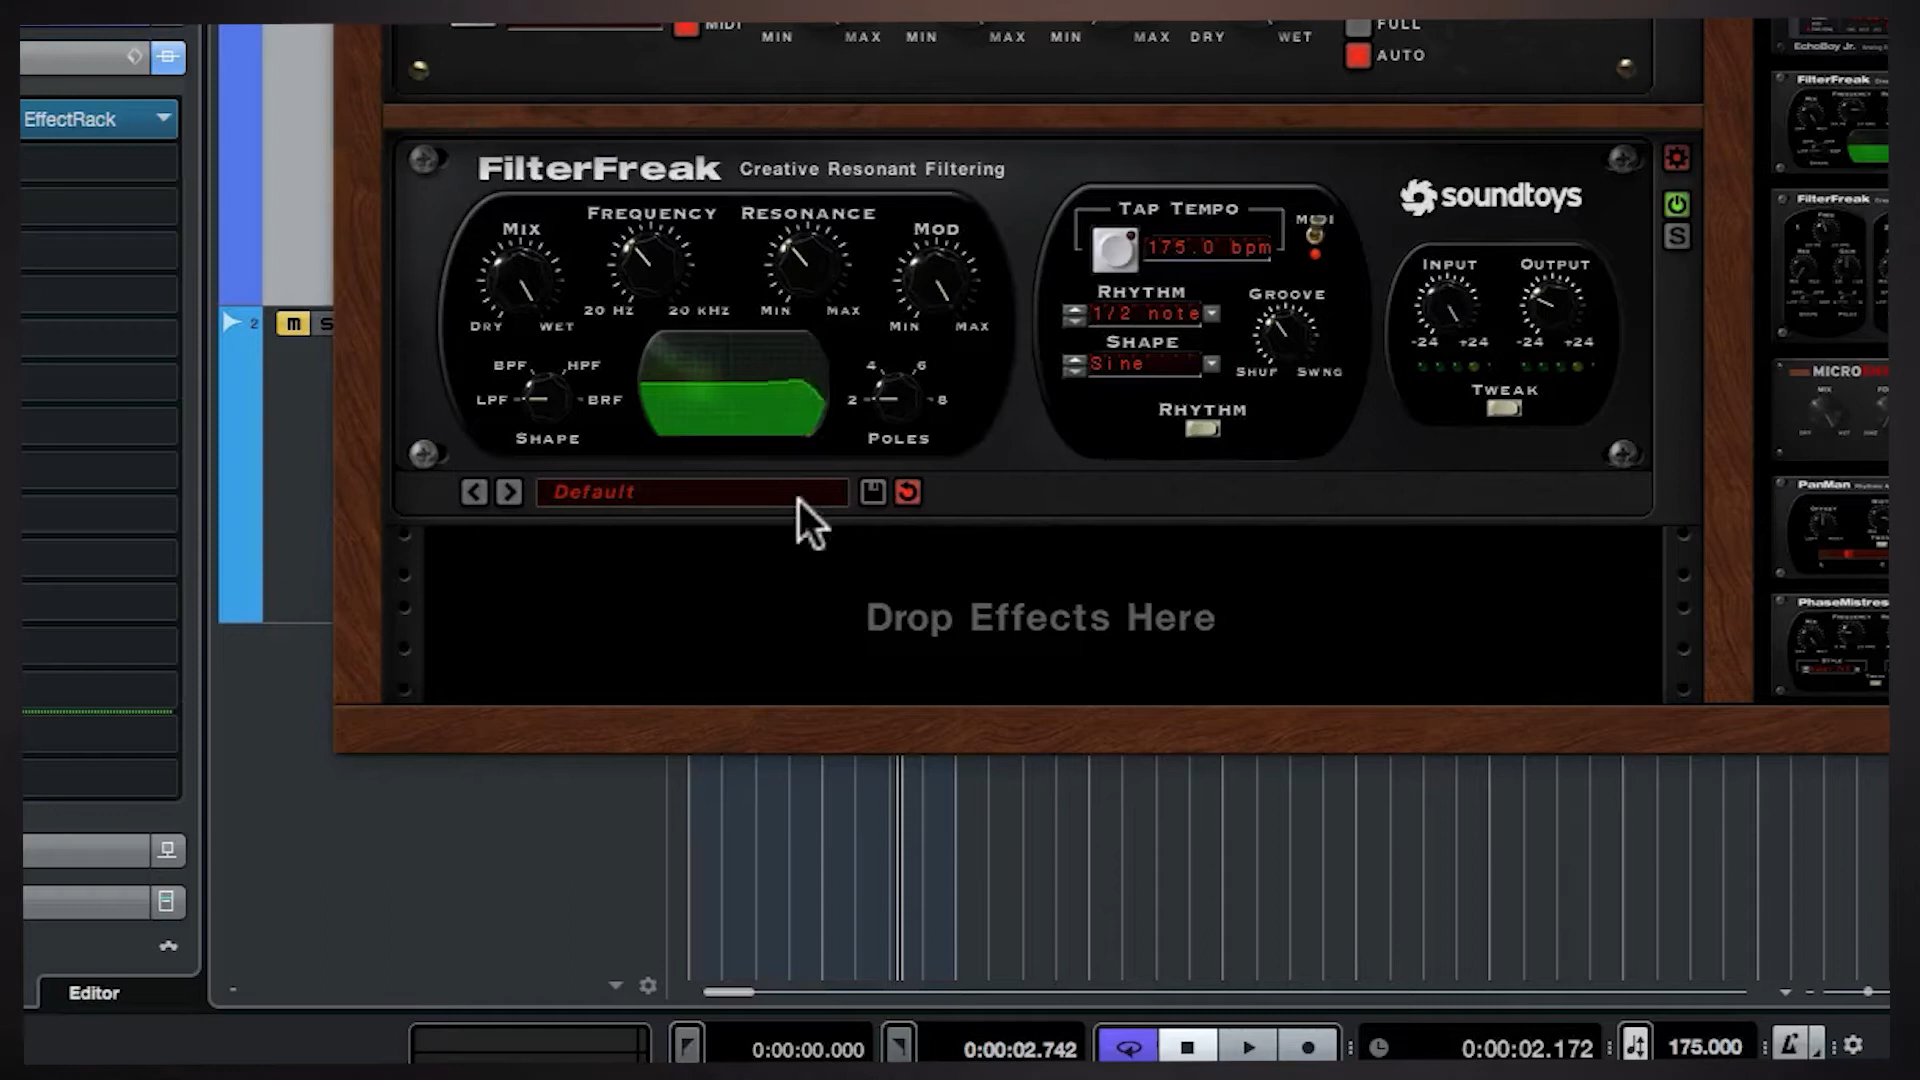 MIDI
MIN MAX MIN MAX MIN MAX DRY WET
FULL
AUTO
EchoBoy Jr.
EffectRack
FilterFreak Creative Resonant Filtering
soundtoys
MIX FREQUENCY RESONANCE MOD
DRY WET 20 HZ 20 KHZ MIN MAX MIN MAX
BPF HPF
LPF BRF
SHAPE
4 6
2 8
POLES
TAP TEMPO
175.0 bpm
MIDI
RHYTHM
1/2 note
SHAPE
Sine
GROOVE
SHUF SWNG
RHYTHM
INPUT OUTPUT
-24 +24 -24 +24
TWEAK
S
Default
Drop Effects Here
2 m S
FilterFreak
FilterFreak
MICRO
PanMan
PhaseMistres
Editor
0:00:00.000
0:00:02.742
0:00:02.172
175.000